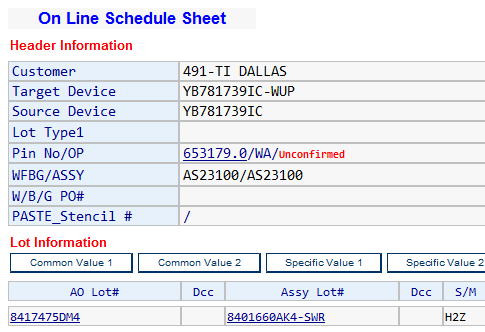 On Line Schedule Sheet
Header Information
Customer 491-TI DALLAS
Target Device YB781739IC-WUP
Source Device YB781739IC
Lot Type1
Pin No/OP 653179.0/WA/Unconfirmed
WFBG/ASSY AS23100/AS23100
W/B/G PO#
PASTE_Stencil # /
Lot Information
Common Value 1 Common Value 2 Specific Value 1 Specific Value 2
AO Lot# Dcc Assy Lot# Dcc S/M
8417475DM4 8401660AK4-SWR H2Z